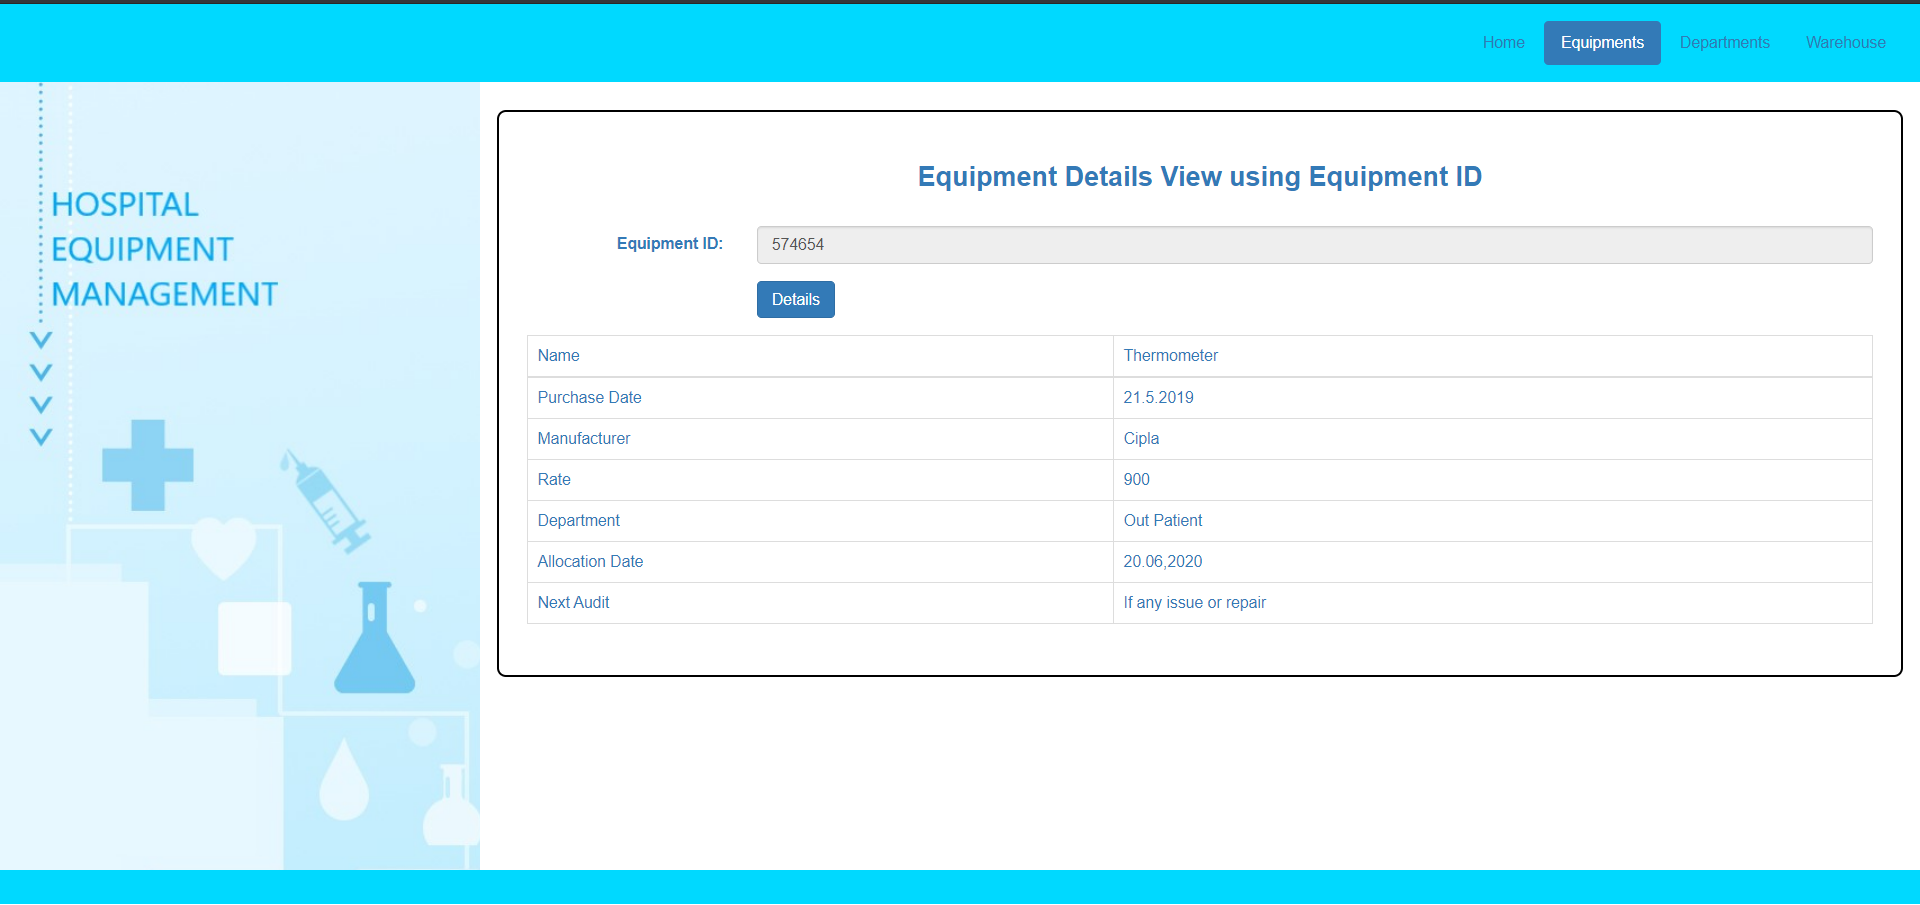 Home Equipments Departments Warehouse
HOSPITAL
EQUIPMENT
MANAGEMENT
Equipment Details View using Equipment ID
Equipment ID: 574654
Details
Name Thermometer
Purchase Date 21.5.2019
Manufacturer Cipla
Rate 900
Department Out Patient
Allocation Date 20.06,2020
Next Audit If any issue or repair